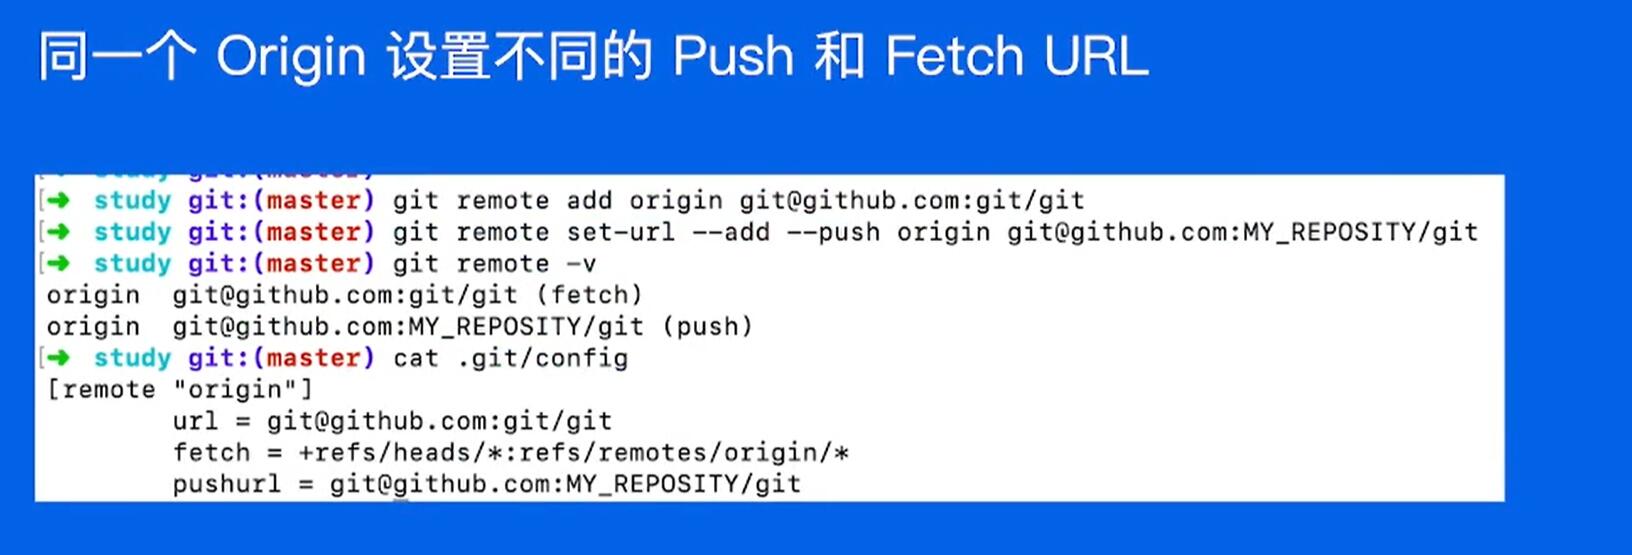 同一个 Origin 设置不同的 Push 和 Fetch URL
[➜ study git:(master) git remote add origin git@github.com:git/git
[➜ study git:(master) git remote set-url --add --push origin git@github.com:MY_REPOSITY/git
[➜ study git:(master) git remote -v
origin git@github.com:git/git (fetch)
origin git@github.com:MY_REPOSITY/git (push)
[➜ study git:(master) cat .git/config
[remote "origin"]
url = git@github.com:git/git
fetch = +refs/heads/*:refs/remotes/origin/*
pushurl = git@github.com:MY_REPOSITY/git